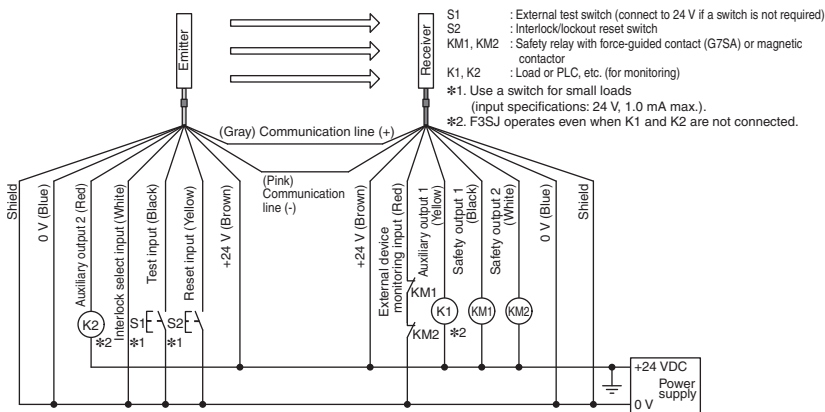 S1 : External test switch (connect to 24 V if a switch is not required)
S2 : Interlock/lockout reset switch
KM1, KM2 : Safety relay with force-guided contact (G7SA) or magnetic
contactor
K1, K2 : Load or PLC, etc. (for monitoring)
*1. Use a switch for small loads
(input specifications: 24 V, 1.0 mA max.).
*2. F3SJ operates even when K1 and K2 are not connected.
Emitter
Receiver
(Gray) Communication line (+)
(Pink)
Communication
line (-)
Shield
0 V (Blue)
Auxiliary output 2 (Red)
Interlock select input (White)
Test input (Black)
Reset input (Yellow)
+24 V (Brown)
+24 V (Brown)
External device
monitoring input (Red)
Auxiliary output 1
(Yellow)
Safety output 1
(Black)
Safety output 2
(White)
0 V (Blue)
Shield
K2
*2
S1
*1
S2
*1
KM1
KM2
K1
*2
KM1
KM2
+24 VDC
Power
supply
0 V